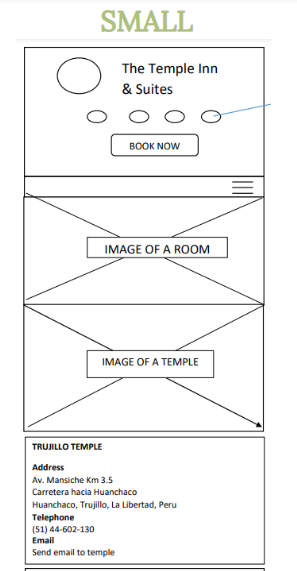 SMALL
The Temple Inn
& Suites
BOOK NOW
IMAGE OF A ROOM
IMAGE OF A TEMPLE
TRUJILLO TEMPLE
Address
Av. Mansiche Km 3.5
Carretera hacia Huanchaco
Huanchaco, Trujillo, La Libertad, Peru
Telephone
(51) 44-602-130
Email
Send email to temple